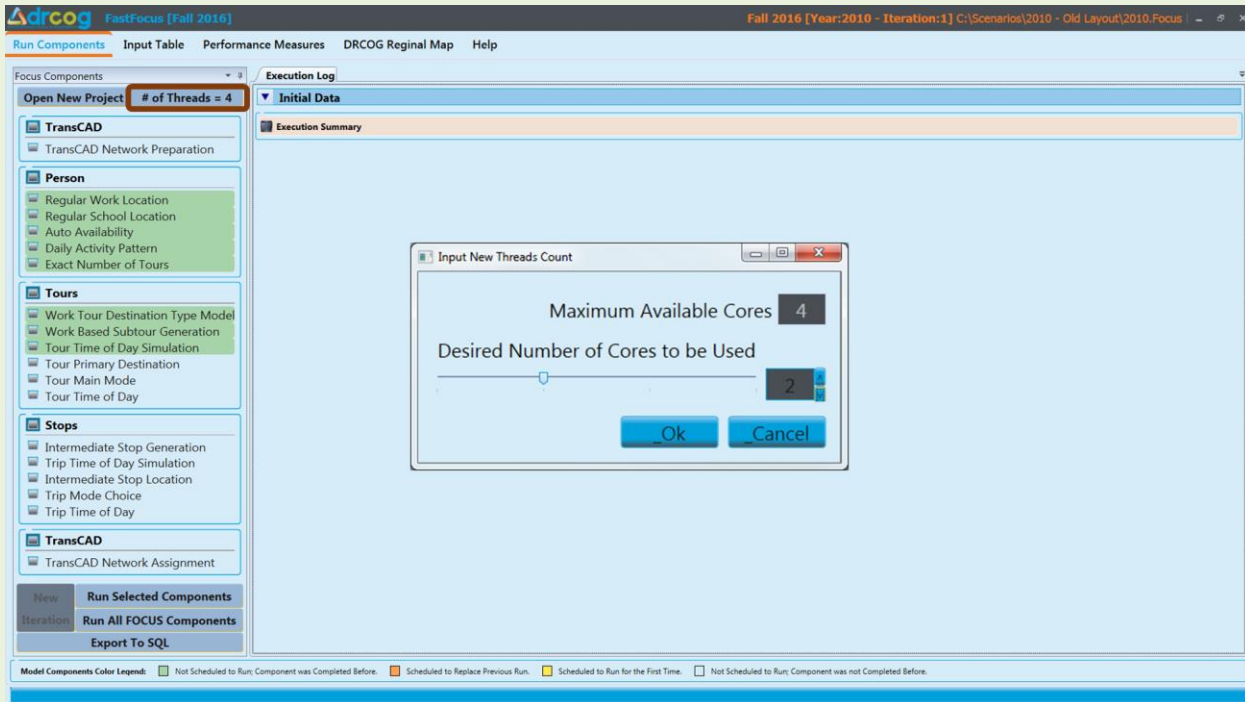 drcog FastFocus [Fall 2016] Fall 2016 [Year:2010 - Iteration:1] C:\Scenarios\2010 - Old Layout\2010.Focus
Run Components Input Table Performance Measures DRCOG Reginal Map Help
Focus Components
Execution Log
Open New Project # of Threads = 4
Initial Data
Execution Summary
TransCAD
TransCAD Network Preparation
Person
Regular Work Location
Regular School Location
Auto Availability
Daily Activity Pattern
Exact Number of Tours
Tours
Work Tour Destination Type Model
Work Based Subtour Generation
Tour Time of Day Simulation
Tour Primary Destination
Tour Main Mode
Tour Time of Day
Stops
Intermediate Stop Generation
Trip Time of Day Simulation
Intermediate Stop Location
Trip Mode Choice
Trip Time of Day
TransCAD
TransCAD Network Assignment
New Iteration
Run Selected Components
Run All FOCUS Components
Export To SQL
Input New Threads Count
Maximum Available Cores 4
Desired Number of Cores to be Used
2
_Ok _Cancel
Model Components Color Legend: Not Scheduled to Run; Component was Completed Before. Scheduled to Replace Previous Run. Scheduled to Run for the First Time. Not Scheduled to Run; Component was not Completed Before.